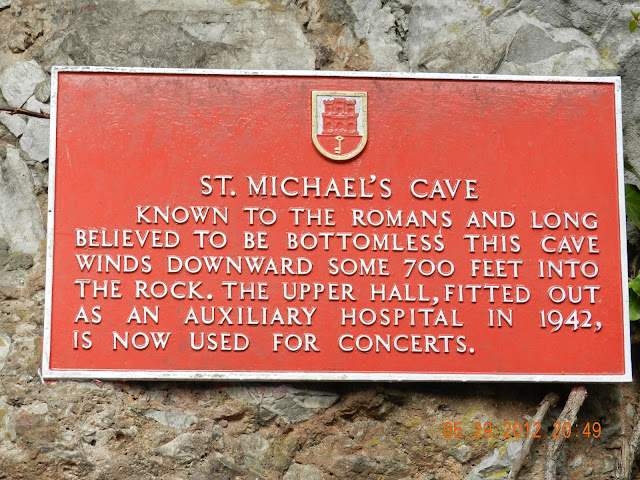 ST. MICHAEL'S CAVE
KNOWN TO THE ROMANS AND LONG
BELIEVED TO BE BOTTOMLESS THIS CAVE
WINDS DOWNWARD SOME 700 FEET INTO
THE ROCK. THE UPPER HALL, FITTED OUT
AS AN AUXILIARY HOSPITAL IN 1942,
IS NOW USED FOR CONCERTS.
06 29 2012 20:49